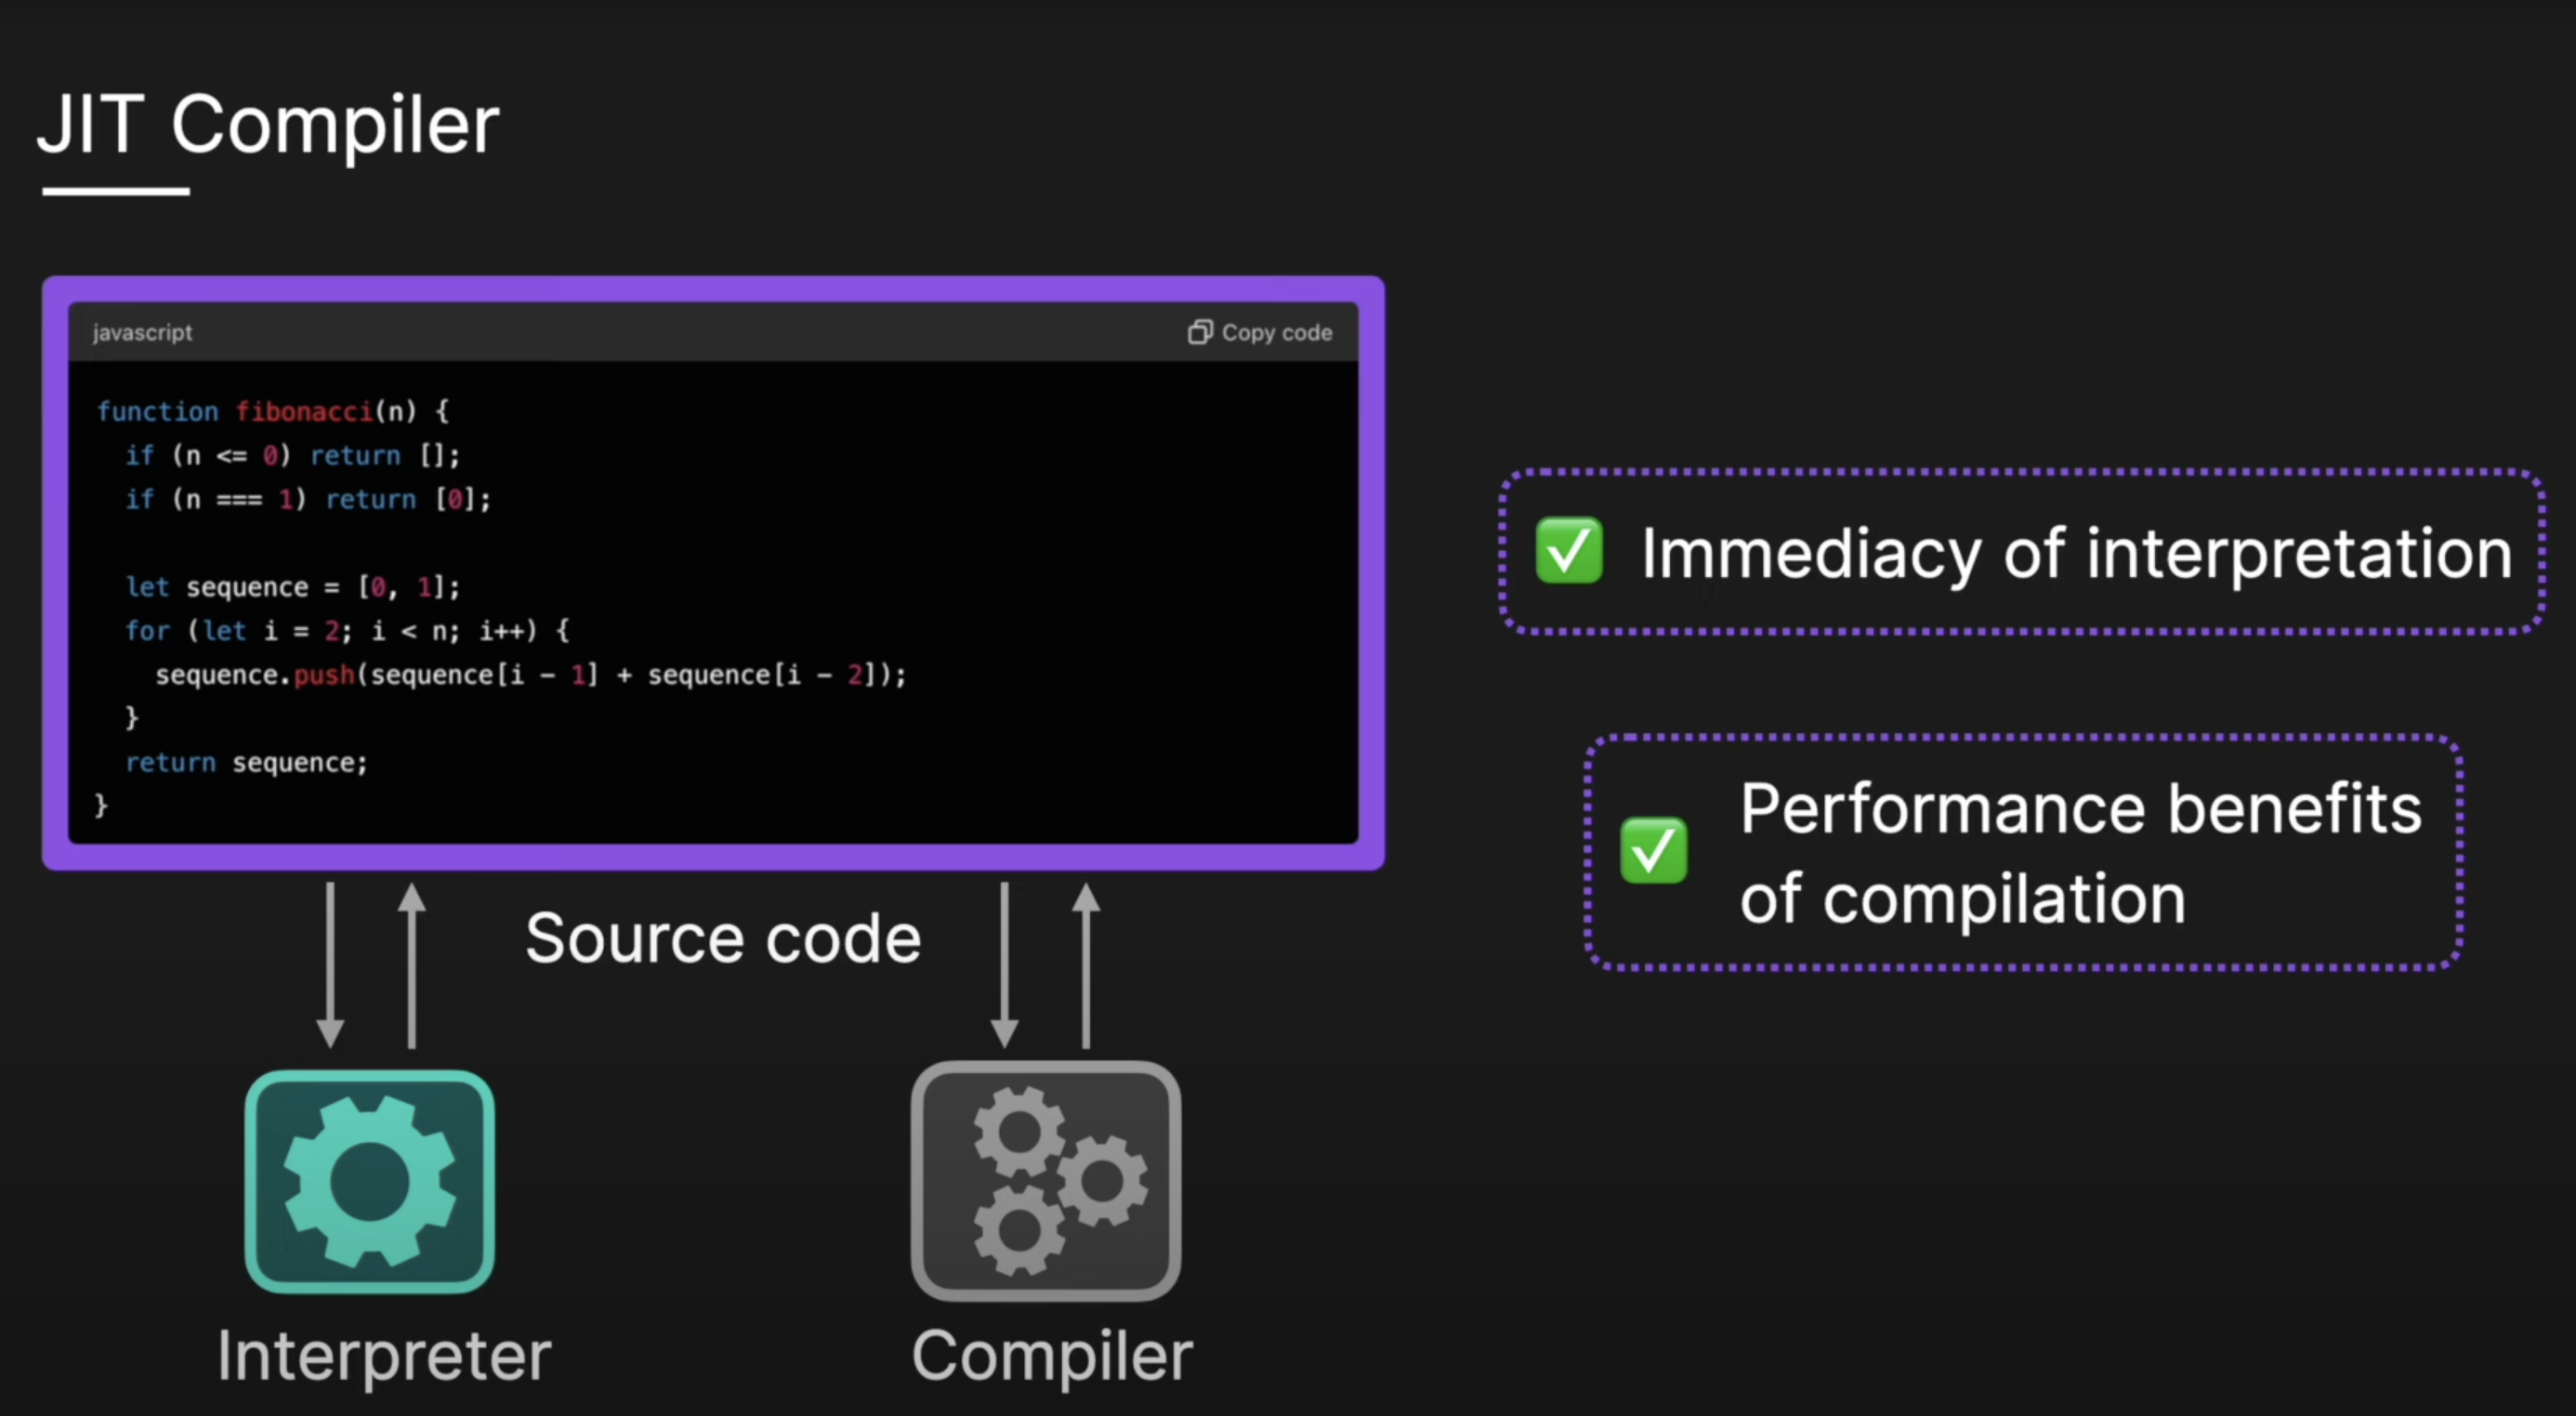 JIT Compiler
javascript
Copy code
function fibonacci(n) {
  if (n <= 0) return [];
  if (n === 1) return [0];
  let sequence = [0, 1];
  for (let i = 2; i < n; i++) {
    sequence.push(sequence[i - 1] + sequence[i - 2]);
  }
  return sequence;
}
Source code
Interpreter
Compiler
Immediacy of interpretation
Performance benefits
of compilation